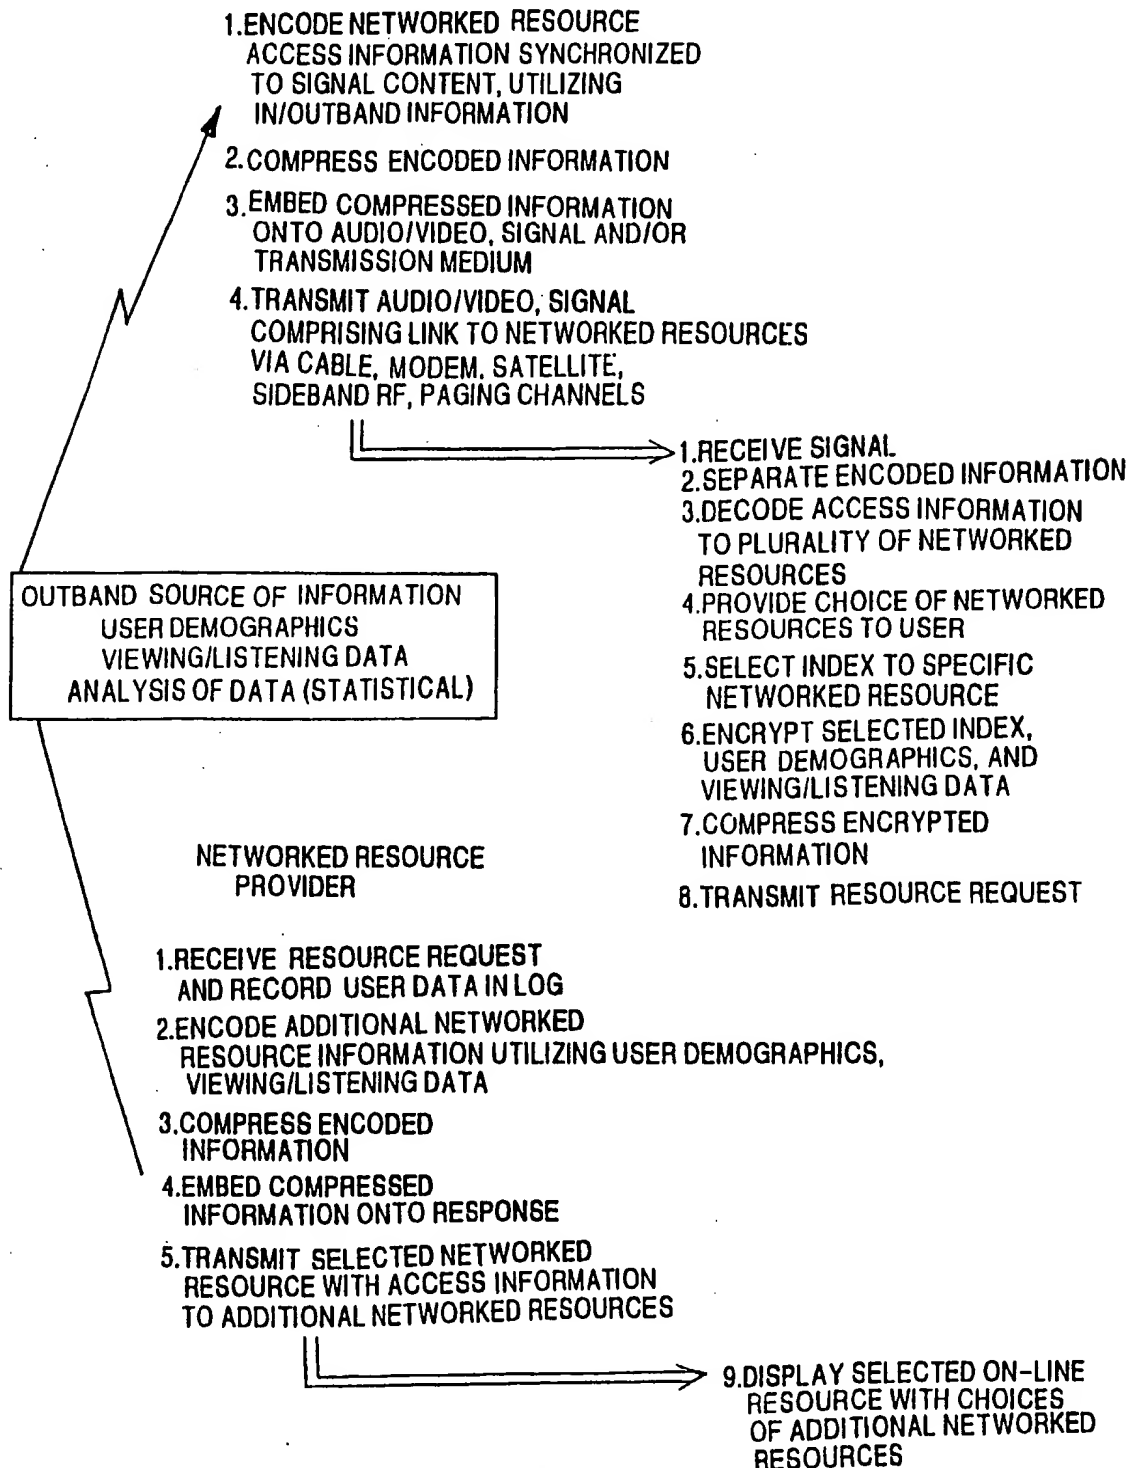 1.ENCODE NETWORKED RESOURCE
ACCESS INFORMATION SYNCHRONIZED
TO SIGNAL CONTENT, UTILIZING
IN/OUTBAND INFORMATION
2.COMPRESS ENCODED INFORMATION
3.EMBED COMPRESSED INFORMATION
ONTO AUDIO/VIDEO, SIGNAL AND/OR
TRANSMISSION MEDIUM
4.TRANSMIT AUDIO/VIDEO, SIGNAL
COMPRISING LINK TO NETWORKED RESOURCES
VIA CABLE, MODEM. SATELLITE,
SIDEBAND RF, PAGING CHANNELS
1.RECEIVE SIGNAL
2.SEPARATE ENCODED INFORMATION
3.DECODE ACCESS INFORMATION
TO PLURALITY OF NETWORKED
RESOURCES
4.PROVIDE CHOICE OF NETWORKED
RESOURCES TO USER
5.SELECT INDEX TO SPECIFIC
NETWORKED RESOURCE
6.ENCRYPT SELECTED INDEX,
USER DEMOGRAPHICS, AND
VIEWING/LISTENING DATA
7.COMPRESS ENCRYPTED
INFORMATION
8.TRANSMIT RESOURCE REQUEST
OUTBAND SOURCE OF INFORMATION
USER DEMOGRAPHICS
VIEWING/LISTENING DATA
ANALYSIS OF DATA (STATISTICAL)
NETWORKED RESOURCE
PROVIDER
1.RECEIVE RESOURCE REQUEST
AND RECORD USER DATA IN LOG
2.ENCODE ADDITIONAL NETWORKED
RESOURCE INFORMATION UTILIZING USER DEMOGRAPHICS,
VIEWING/LISTENING DATA
3.COMPRESS ENCODED
INFORMATION
4.EMBED COMPRESSED
INFORMATION ONTO RESPONSE
5.TRANSMIT SELECTED NETWORKED
RESOURCE WITH ACCESS INFORMATION
TO ADDITIONAL NETWORKED RESOURCES
9.DISPLAY SELECTED ON-LINE
RESOURCE WITH CHOICES
OF ADDITIONAL NETWORKED
RESOURCES